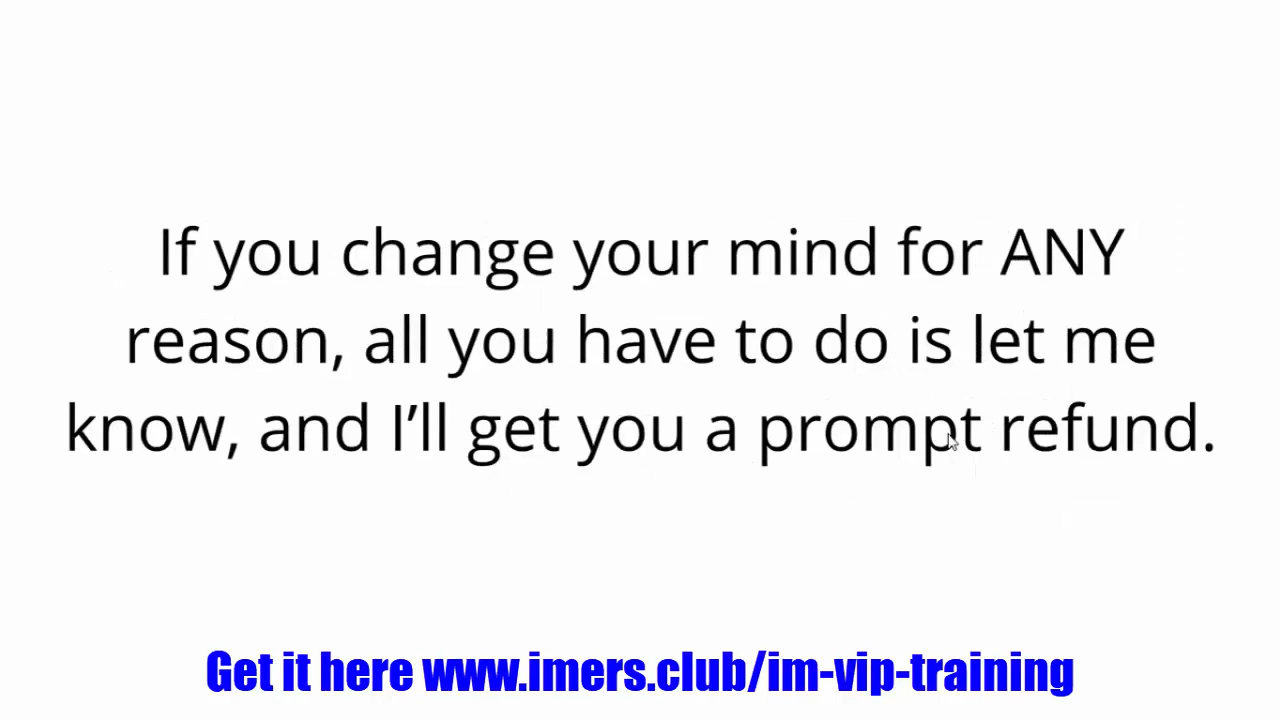 If you change your mind for ANY
reason, all you have to do is let me
know, and I’ll get you a prompt refund.
Get it here www.imers.club/im-vip-training